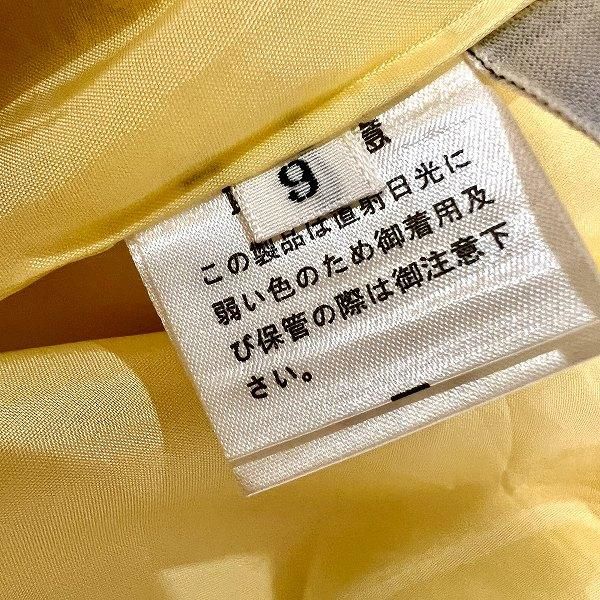 9
この製品は直射日光に
弱い色のため御着用及
び保管の際は御注意下
さい。